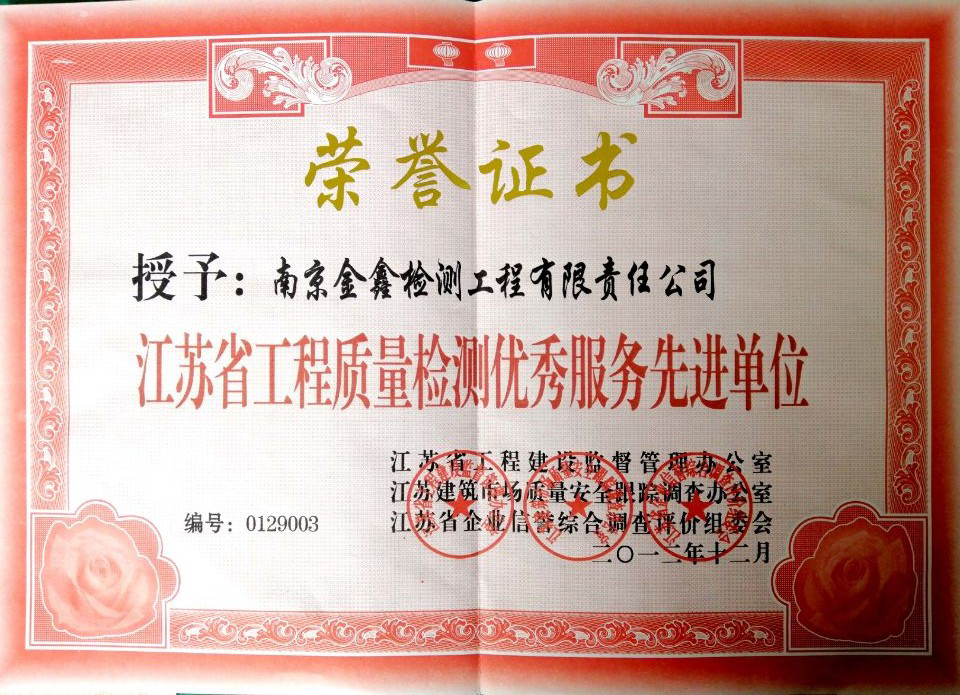 荣誉证书
授予：南京金鑫检测工程有限责任公司
江苏省工程质量检测优秀服务先进单位
江苏省工程建设监督管理办公室
江苏建筑市场质量安全跟踪调查办公室
编号：0129003
江苏省企业信誉综合调查评价组委会
二〇一二年十二月